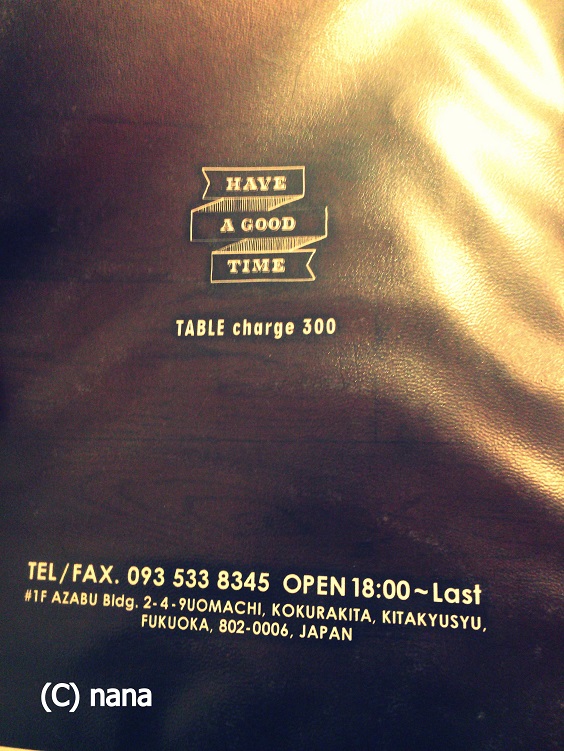 HAVE
A GOOD
TIME
TABLE charge 300
TEL/FAX. 093 533 8345 OPEN 18:00~Last
#1F AZABU Bldg. 2-4-9UOMACHI, KOKURAKITA, KITAKYUSYU,
FUKUOKA, 802-0006, JAPAN
(C) nana